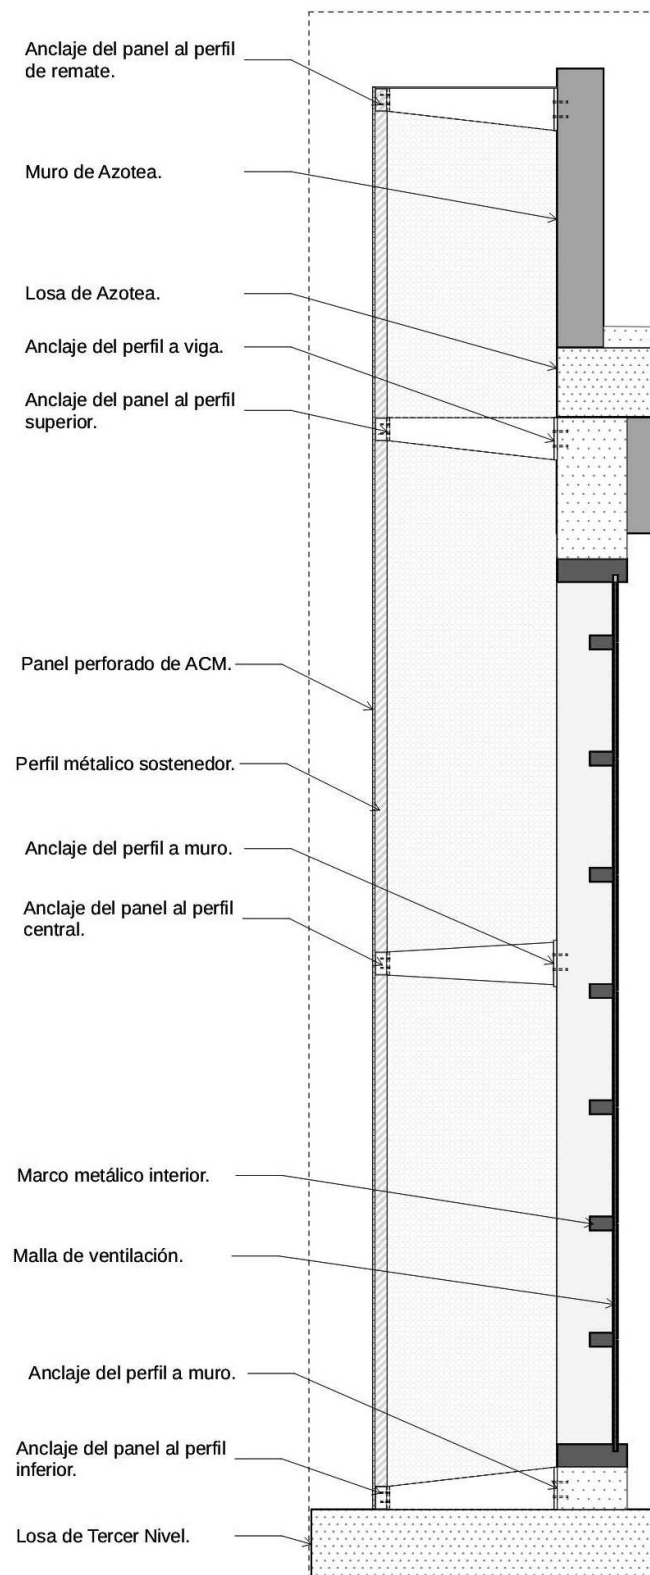 Anclaje del panel al perfil
de remate.
Muro de Azotea.
Losa de Azotea.
Anclaje del perfil a viga.
Anclaje del panel al perfil
superior.
Panel perforado de ACM.
Perfil métalico sostenedor.
Anclaje del perfil a muro.
Anclaje del panel al perfil
central.
Marco metálico interior.
Malla de ventilación.
Anclaje del perfil a muro.
Anclaje del panel al perfil
inferior.
Losa de Tercer Nivel.